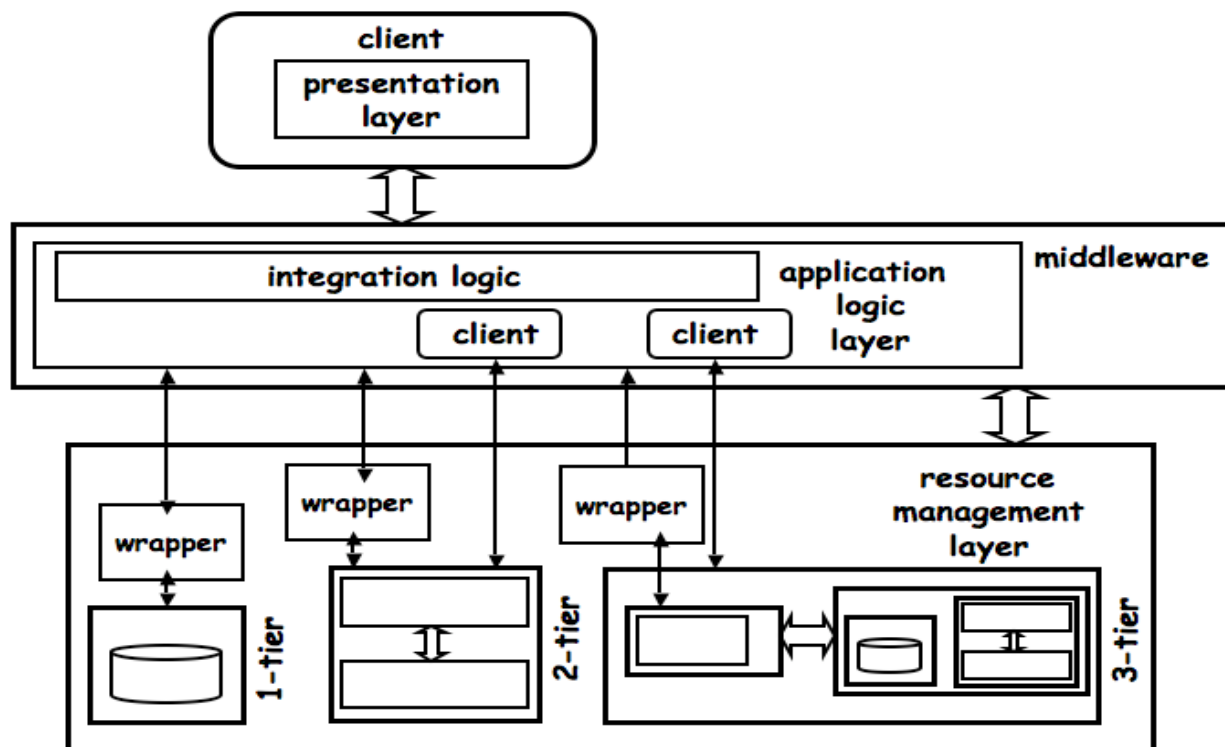 client
presentation
layer
middleware
integration logic
application
logic
layer
client
client
resource
management
layer
wrapper
wrapper
wrapper
1-tier
2-tier
3-tier